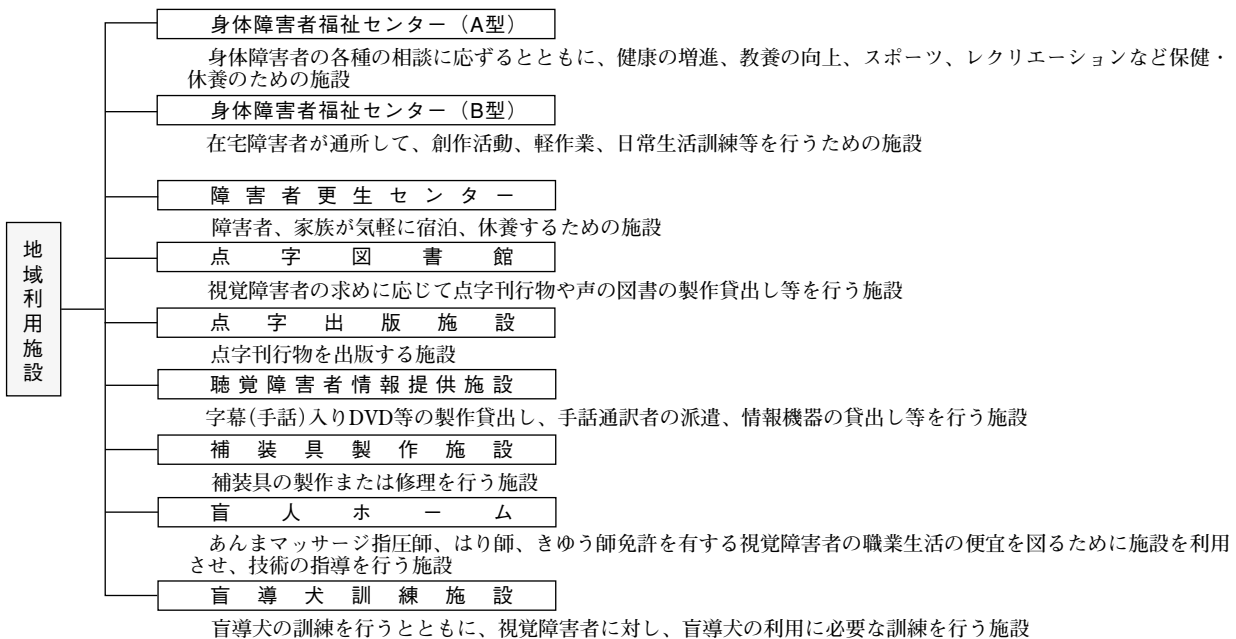 身体障害者福祉センター（A型）
身体障害者の各種の相談に応ずるとともに、健康の増進、教養の向上、スポーツ、レクリエーションなど保健・
休養のための施設
身体障害者福祉センター（B型）
在宅障害者が通所して、創作活動、軽作業、日常生活訓練等を行うための施設
障害者更生センター
障害者、家族が気軽に宿泊、休養するための施設
点字図書館
視覚障害者の求めに応じて点字刊行物や声の図書の製作貸出し等を行う施設
地域利用施設
点字出版施設
点字刊行物を出版する施設
聴覚障害者情報提供施設
字幕（手話）入りDVD等の製作貸出し、手話通訳者の派遣、情報機器の貸出し等を行う施設
補装具製作施設
補装具の製作または修理を行う施設
盲人ホーム
あんまマッサージ指圧師、はり師、きゆう師免許を有する視覚障害者の職業生活の便宜を図るために施設を利用
させ、技術の指導を行う施設
盲導犬訓練施設
盲導犬の訓練を行うとともに、視覚障害者に対し、盲導犬の利用に必要な訓練を行う施設